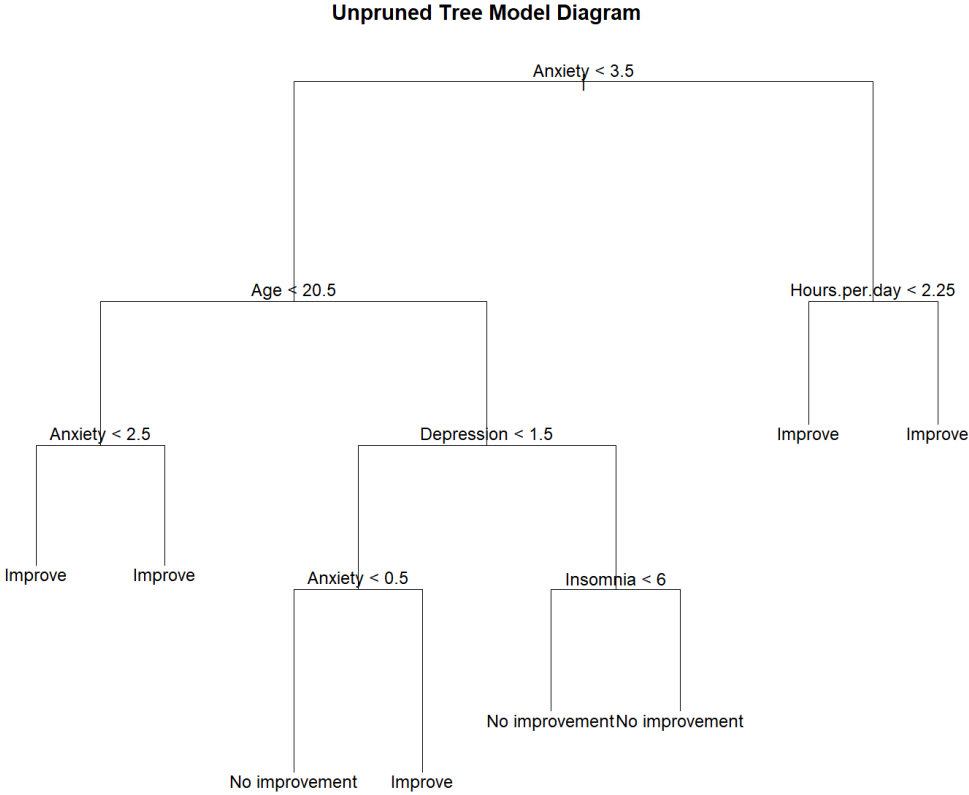 Unpruned Tree Model Diagram
Anxiety < 3.5
Age < 20.5
Hours.per.day < 2.25
Anxiety < 2.5
Depression < 1.5
Improve
Improve
Improve
Improve
Anxiety < 0.5
Insomnia < 6
No improvement
No improvement
No improvement
Improve